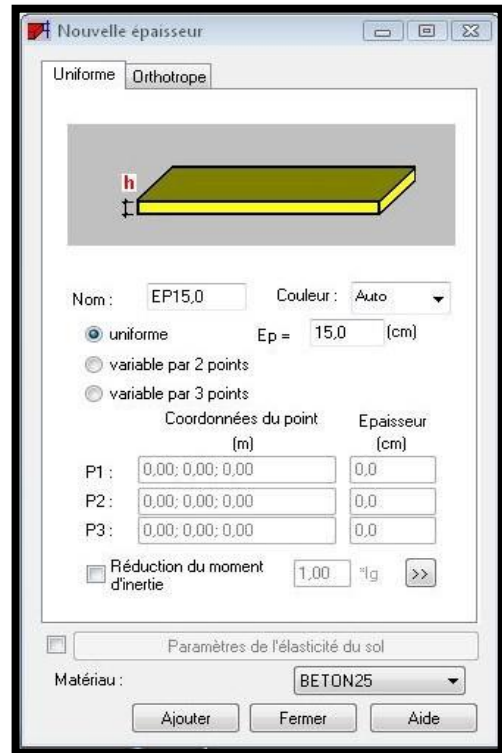 Nouvelle épaisseur
Uniforme Orthotrope
h
Nom : EP15,0 Couleur : Auto
uniforme Ep = 15,0 (cm)
variable par 2 points
variable par 3 points
Coordonnées du point Epaisseur
(m) (cm)
P1 : 0,00; 0,00; 0,00 0,0
P2 : 0,00; 0,00; 0,00 0,0
P3 : 0,00; 0,00; 0,00 0,0
Réduction du moment
d'inertie 1,00 *Ig >>
Paramètres de l'élasticité du sol
Matériau : BETON25
Ajouter Fermer Aide